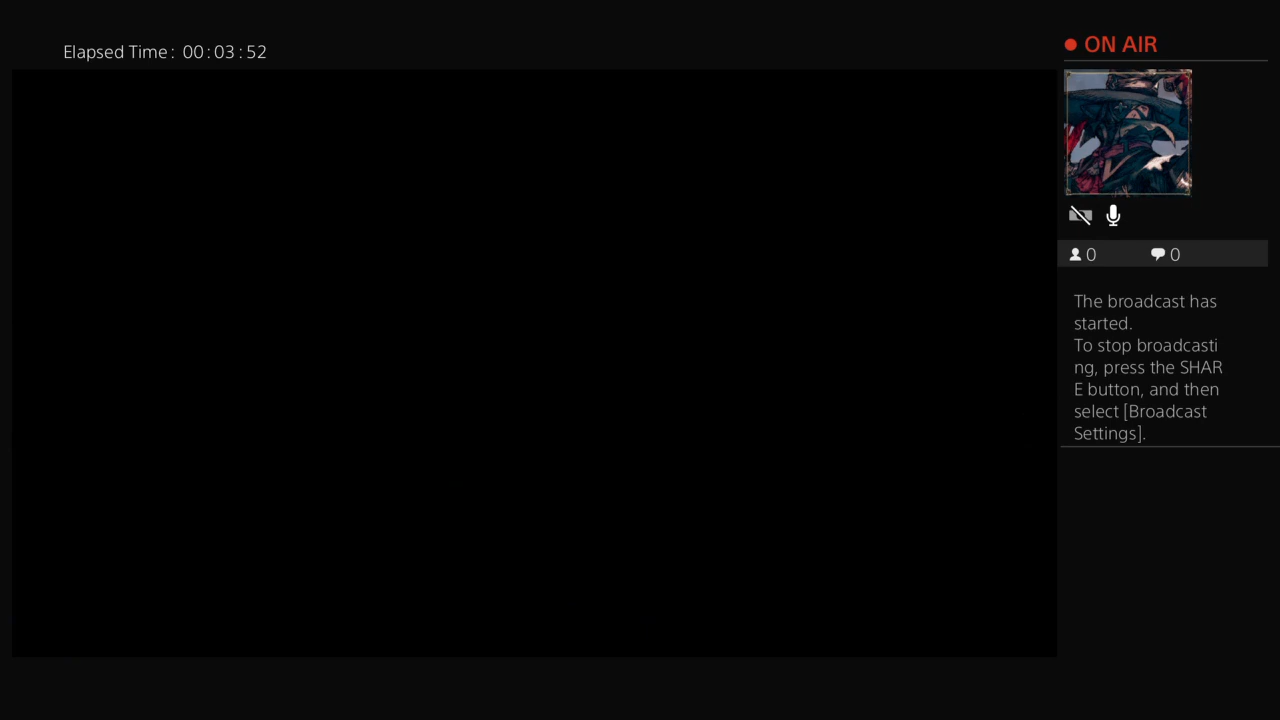 Elapsed Time: 00:03:52
ON AIR
0
0
The broadcast has
started.
To stop broadcasti
ng, press the SHAR
E button, and then
select [Broadcast
Settings].